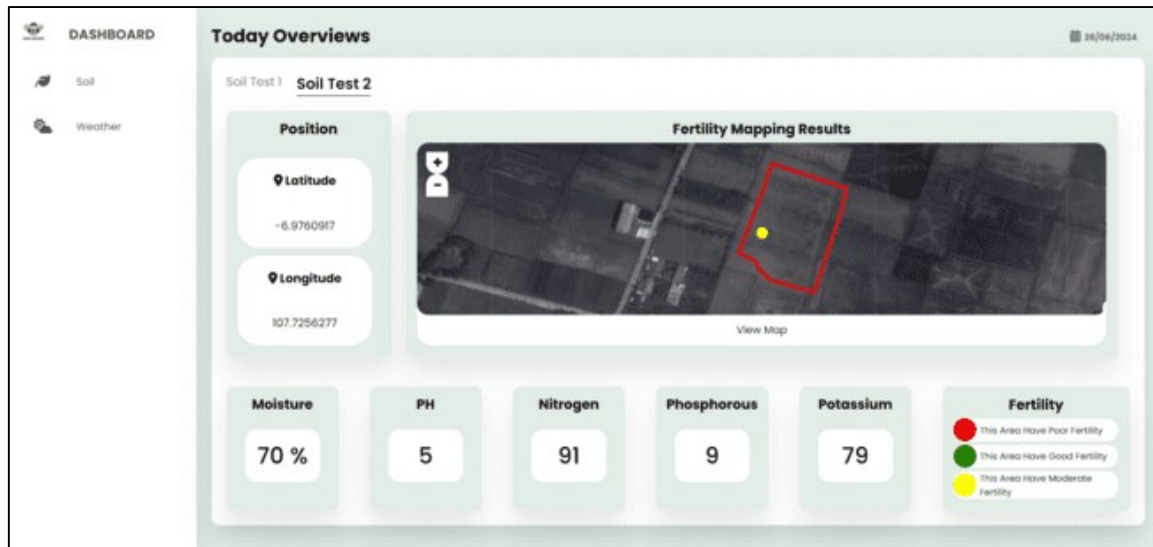 DASHBOARD
Soil
Weather
Today Overviews
26/06/2024
Soil Test 1
Soil Test 2
Position
Latitude
-6.9760917
Longitude
107.7256277
Fertility Mapping Results
+
-
View Map
Moisture
70 %
PH
5
Nitrogen
91
Phosphorous
9
Potassium
79
Fertility
This Area Have Poor Fertility
This Area Have Good Fertility
This Area Have Moderate
Fertility